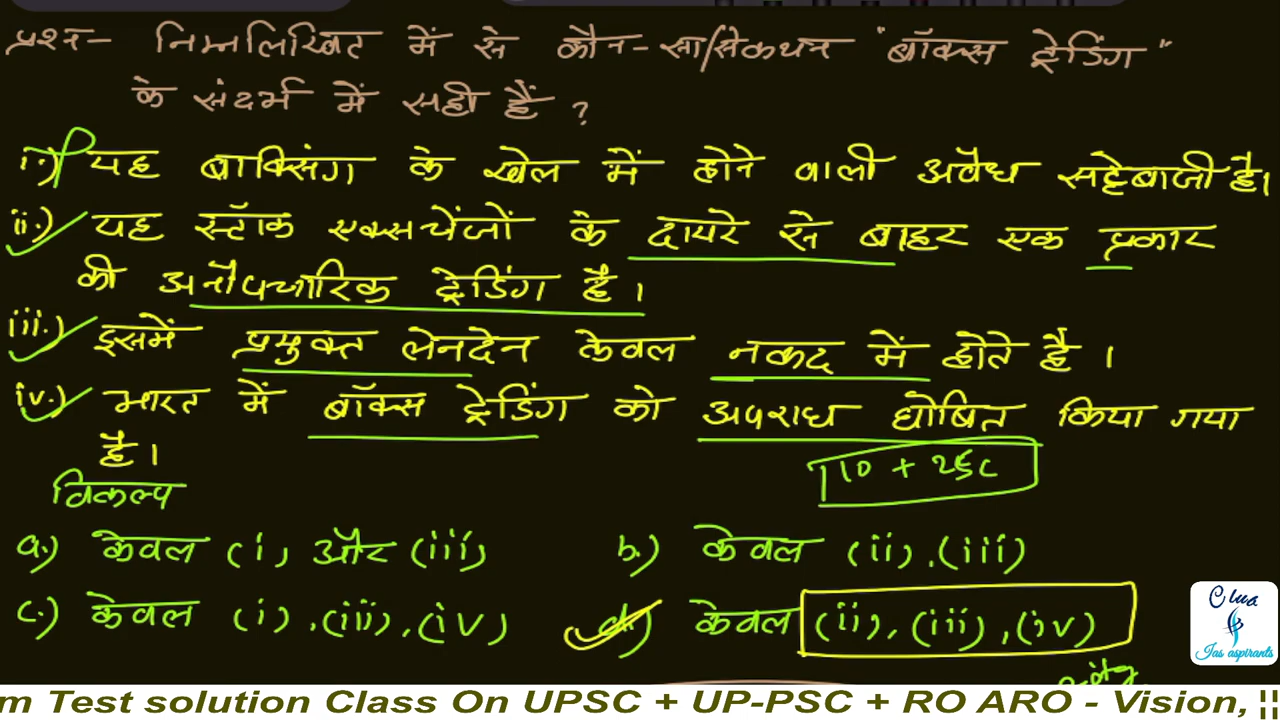 प्रश्न- निम्नलिखित में से कौन-सा/सेकथन "बॉक्स ट्रेडिंग"
के संदर्भ में सही हैं ?
i.) यह बाक्सिंग के खेल में होने वाली अवैध सट्टेबाजी है।
ii.) यह स्टॉक एक्सचेंजों के दायरे से बाहर एक प्रकार
की अनौपचारिक ट्रेडिंग है।
iii.) इसमें प्रमुक्त लेनदेन केवल नकद में होते है।
iv.) भारत में बॉक्स ट्रेडिंग को अपराध घोषित किया गया
है।
10 + 25c
विकल्प
a.) केवल (i) और (iii)
b.) केवल (ii), (iii)
c.) केवल (i), (iii), (iv)
d.) केवल (ii), (iii), (iv)
Clue
Ias aspirants
m Test solution Class On UPSC + UP-PSC + RO ARO - Vision,